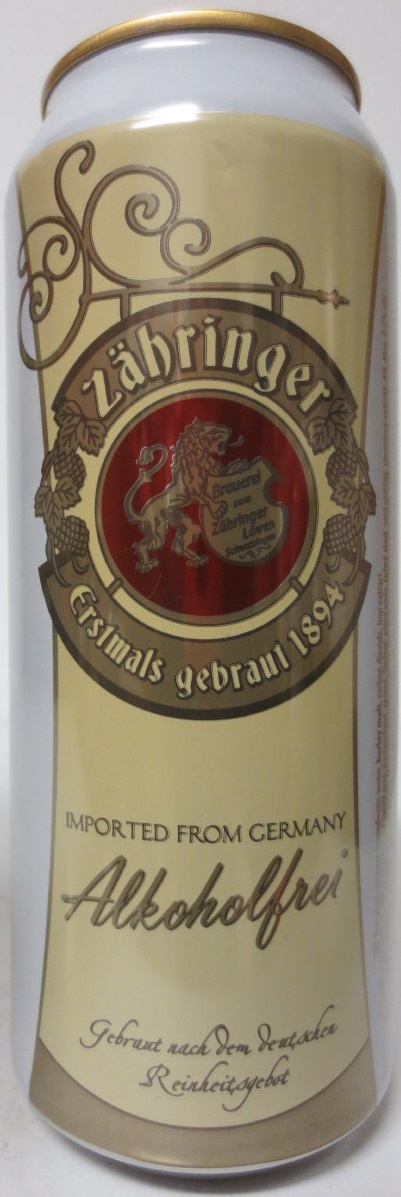 Zähringer
Brauerei
zum
Zähringer
Löwen
Erstmals gebraut 1894
IMPORTED FROM GERMANY
Alkoholfrei
Gebraut nach dem deutschen
Reinheitsgebot